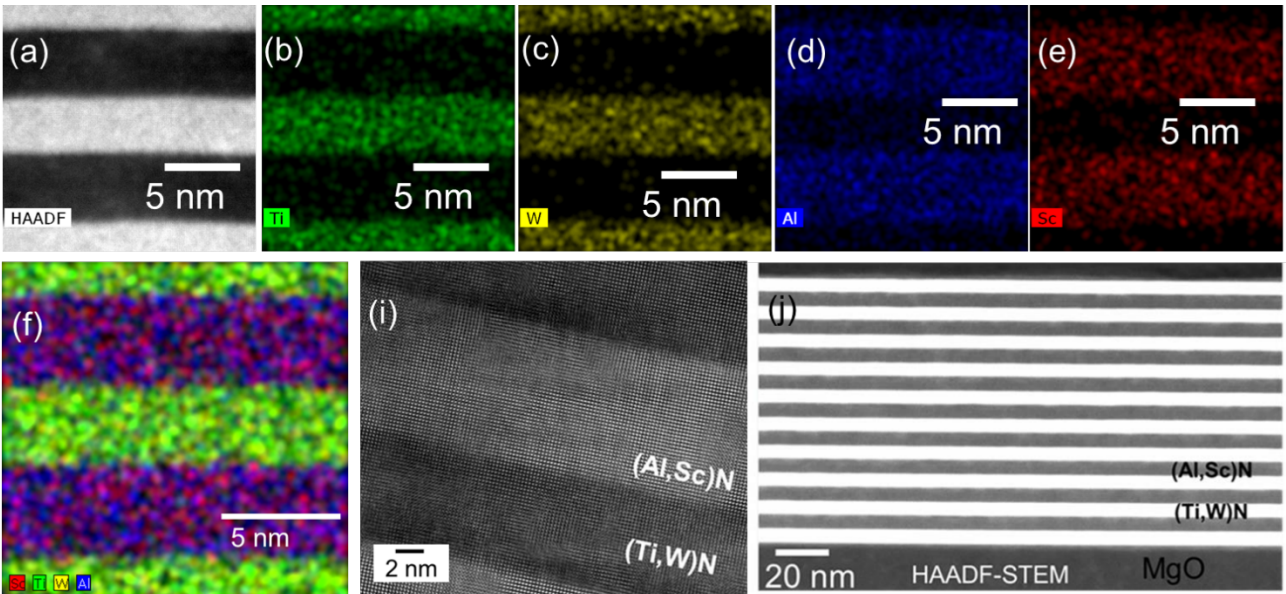 (a)
5 nm
HAADF
(b)
5 nm
Ti
(c)
5 nm
W
(d)
5 nm
Al
(e)
5 nm
Sc
(f)
5 nm
Sc Ti W Al
(i)
(Al,Sc)N
(Ti,W)N
2 nm
(j)
(Al,Sc)N
(Ti,W)N
20 nm
HAADF-STEM
MgO